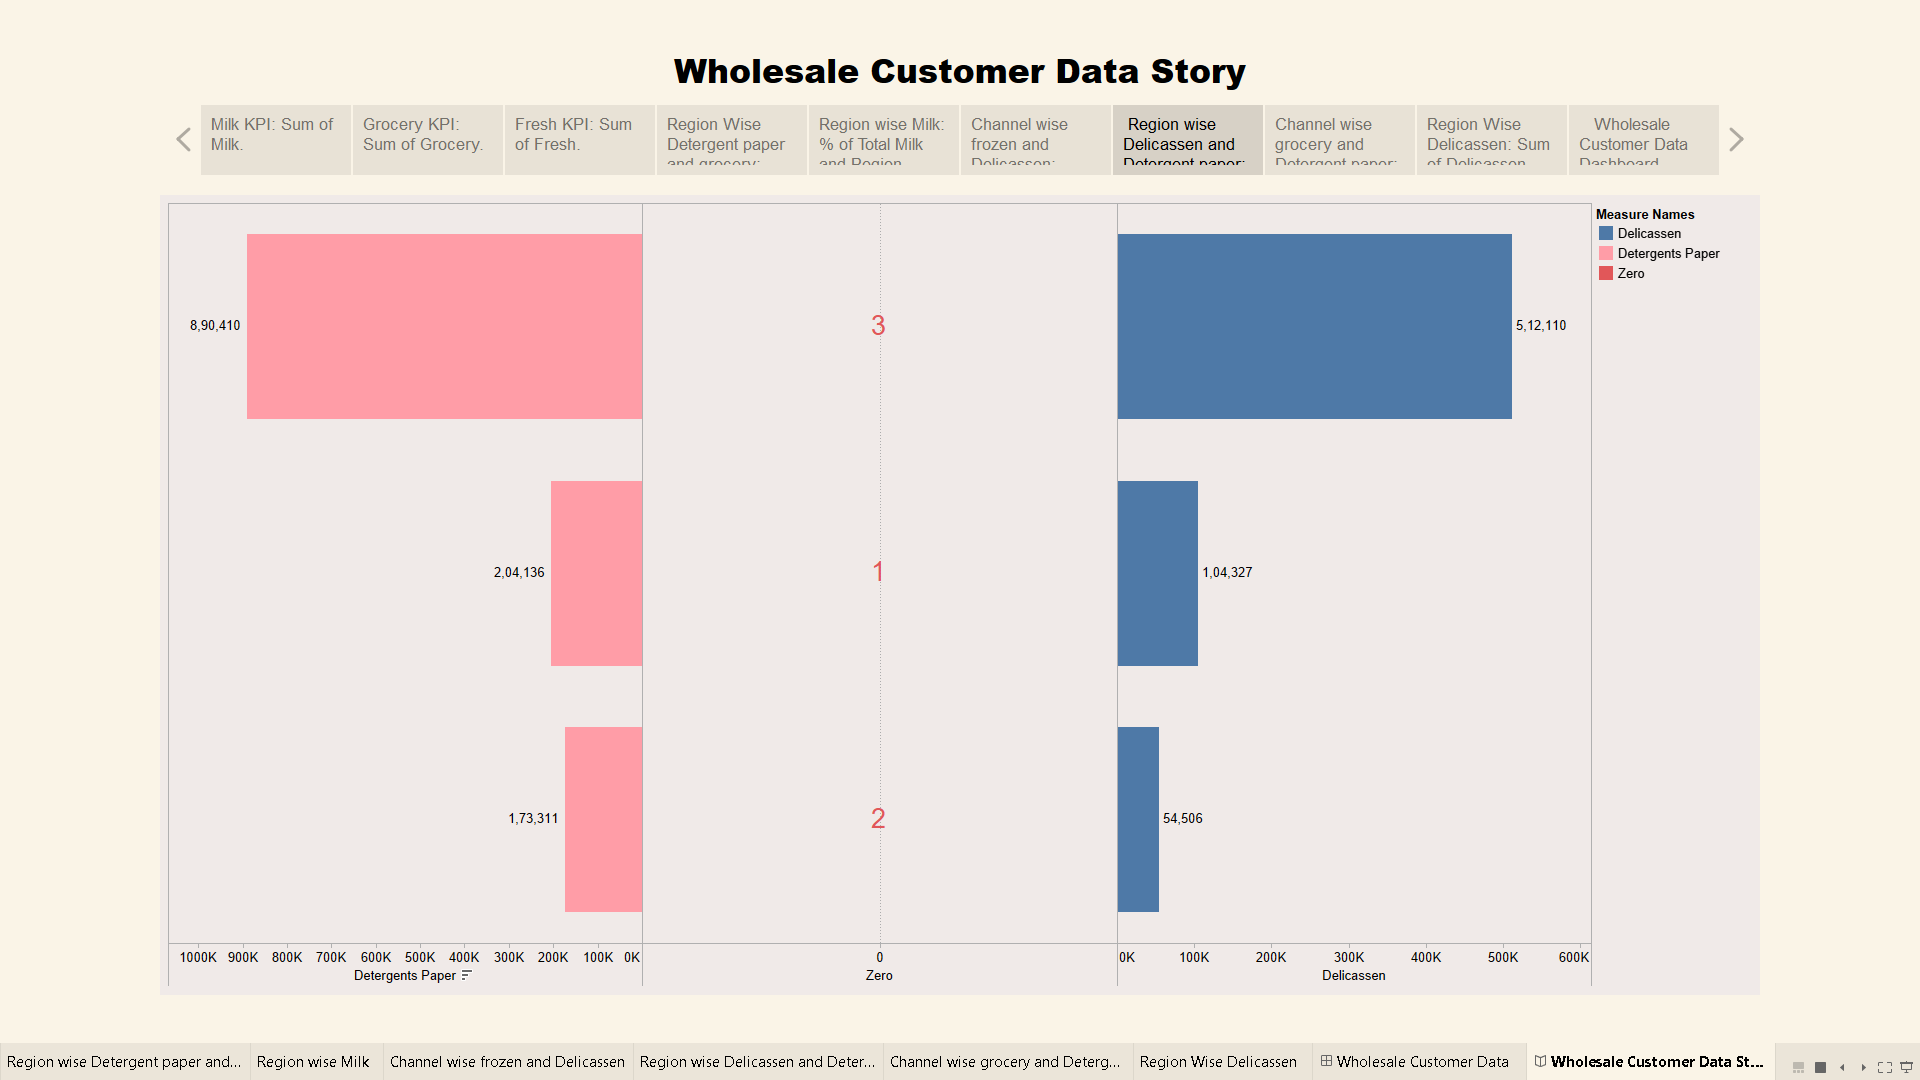 Wholesale Customer Data Story
Milk KPI: Sum of
Milk.
Grocery KPI:
Sum of Grocery.
Fresh KPI: Sum
of Fresh.
Region Wise
Detergent paper
and grocery:
Region wise Milk:
% of Total Milk
and Region
Channel wise
frozen and
Delicassen:
Region wise
Delicassen and
Detergent paper:
Channel wise
grocery and
Detergent paper:
Region Wise
Delicassen: Sum
of Delicassen
Wholesale
Customer Data
Dashboard
Measure Names
Delicassen
Detergents Paper
Zero
8,90,410
3
5,12,110
2,04,136
1
1,04,327
1,73,311
2
54,506
1000K 900K 800K 700K 600K 500K 400K 300K 200K 100K 0K
Detergents Paper
0
Zero
0K 100K 200K 300K 400K 500K 600K
Delicassen
Region wise Detergent paper and...
Region wise Milk
Channel wise frozen and Delicassen
Region wise Delicassen and Deter...
Channel wise grocery and Deterg...
Region Wise Delicassen
Wholesale Customer Data
Wholesale Customer Data St...